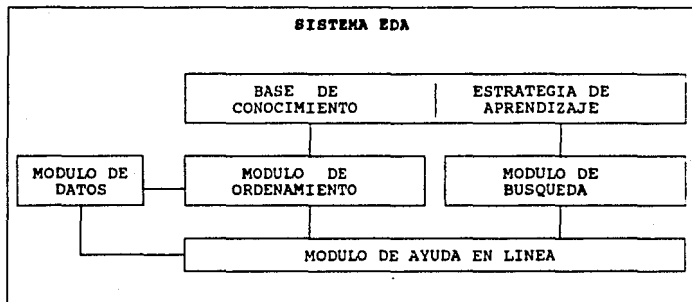 SISTEMA EDA
BASE DE CONOCIMIENTO
ESTRATEGIA DE APRENDIZAJE
MODULO DE DATOS
MODULO DE ORDENAMIENTO
MODULO DE BUSQUEDA
MODULO DE AYUDA EN LINEA